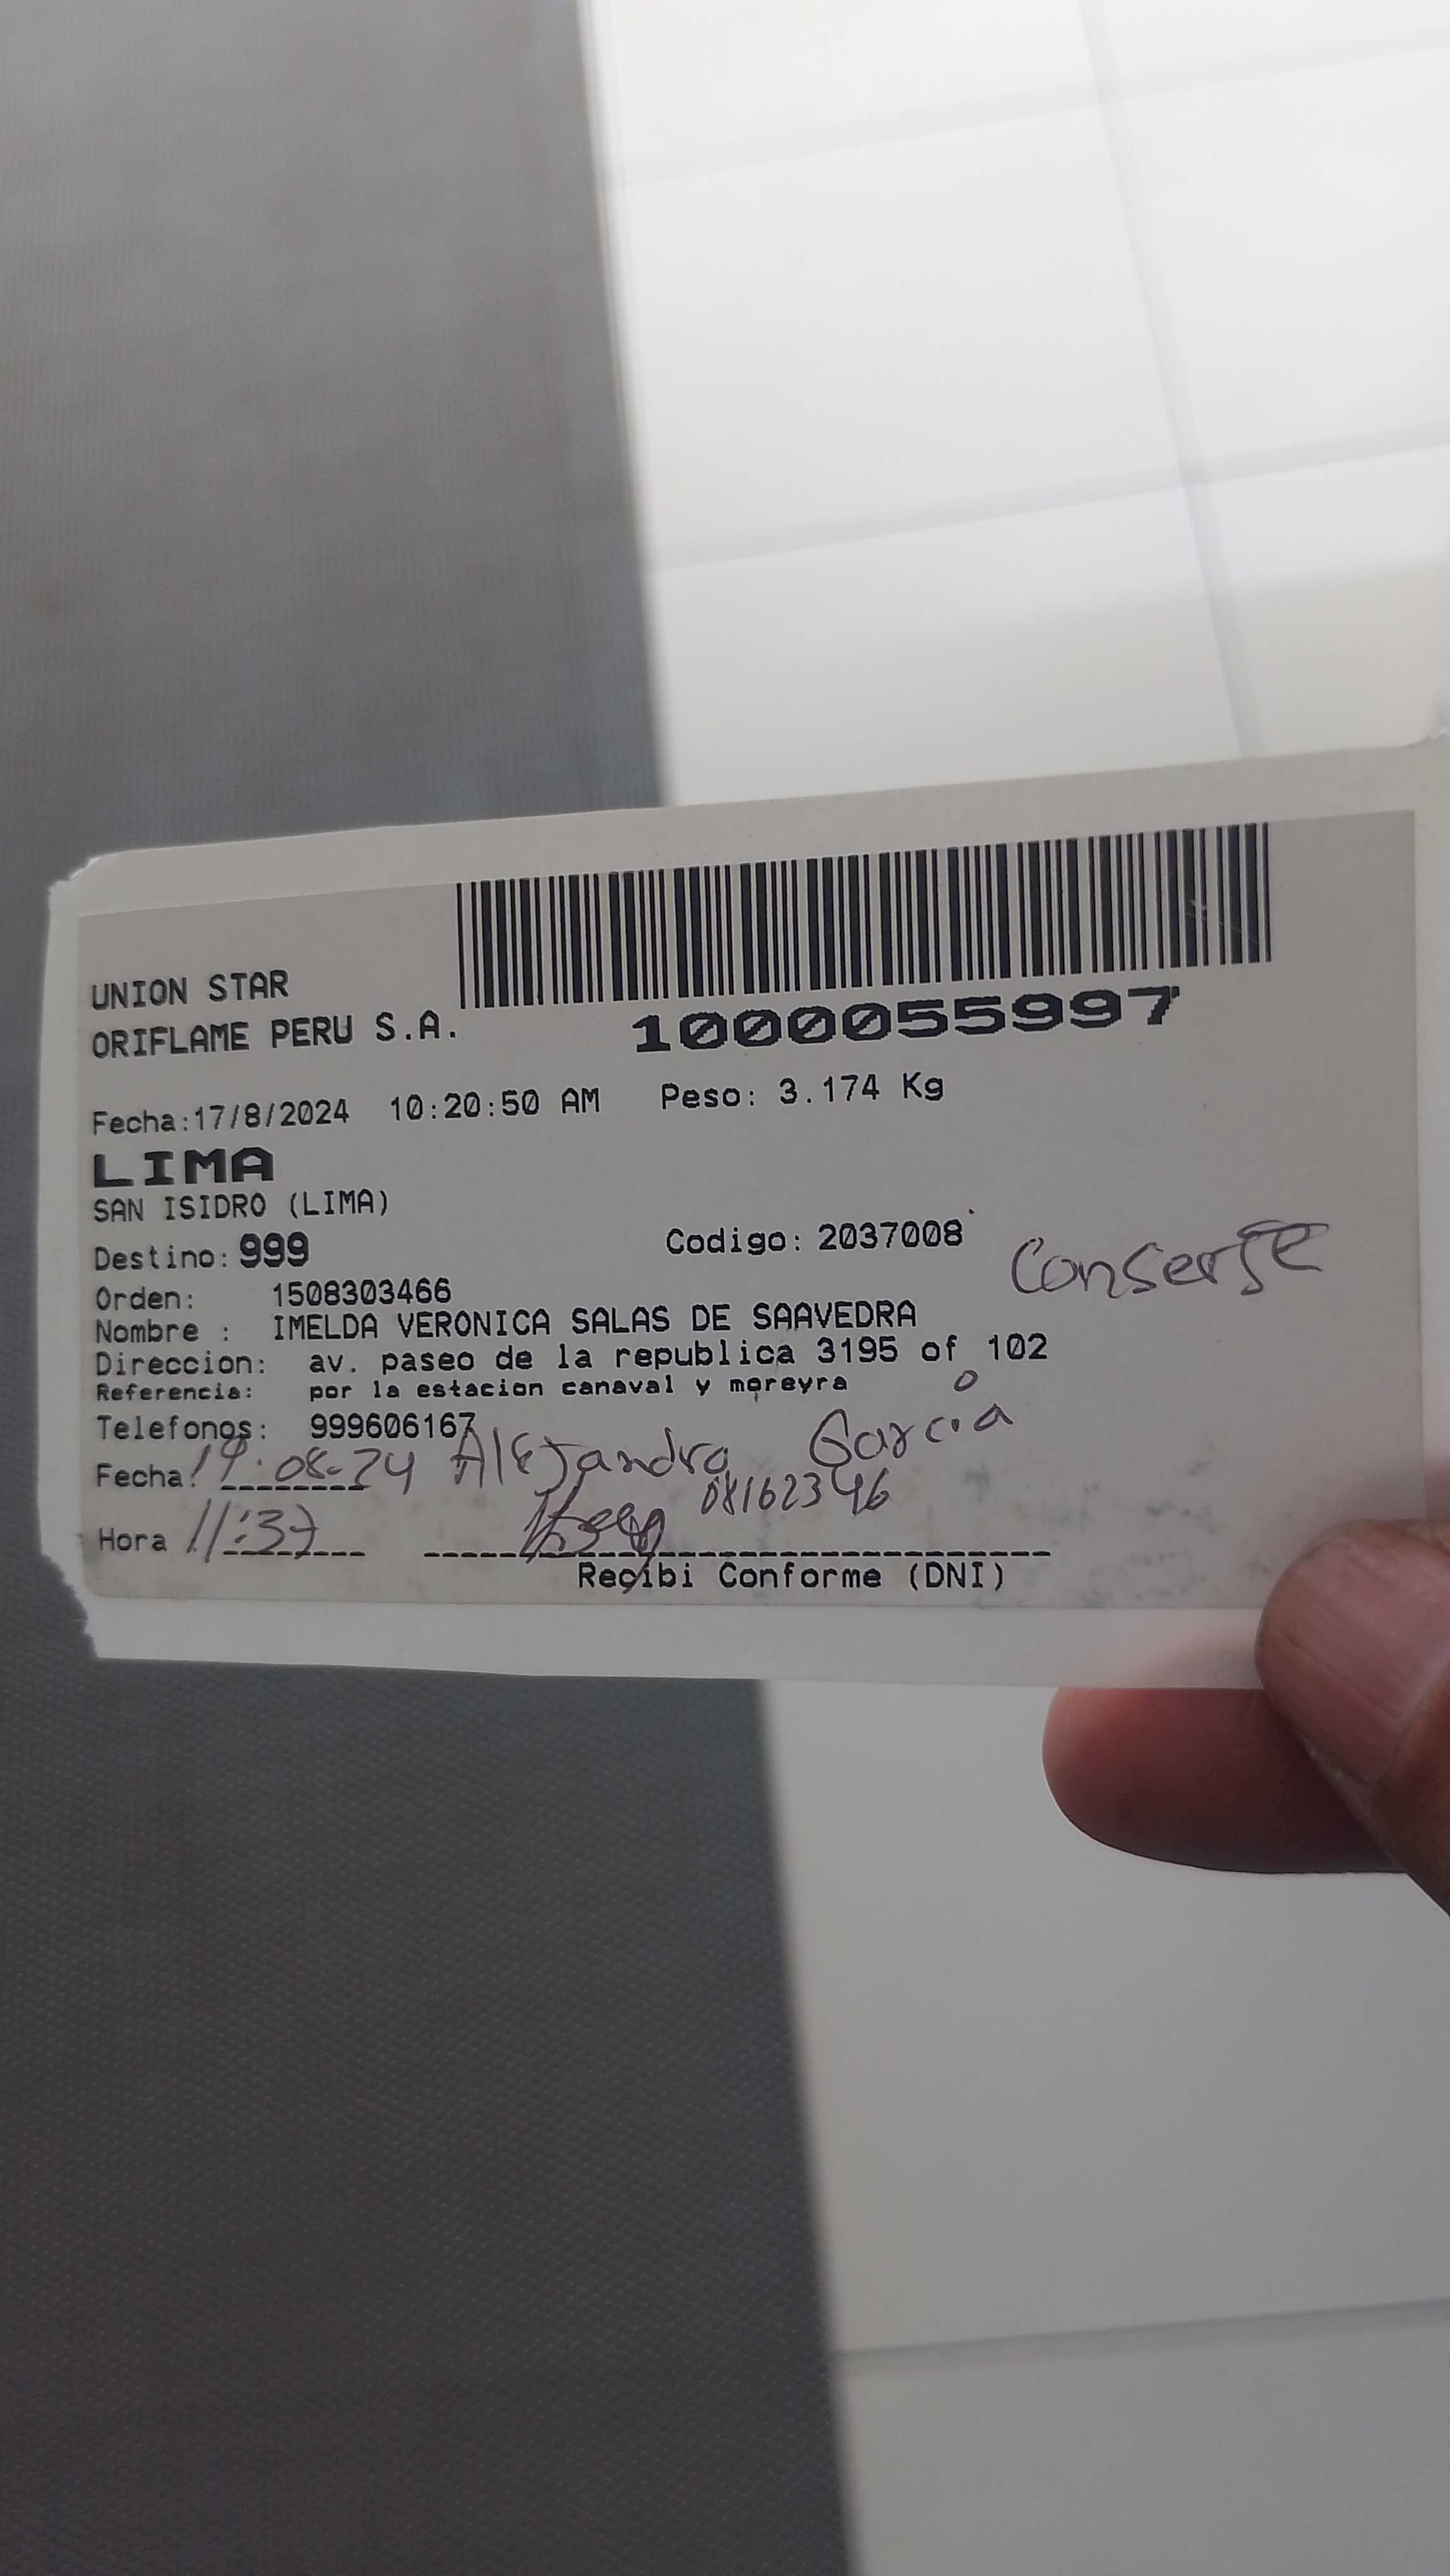 UNION STAR
ORIFLAME PERU S.A.
1000055997
Fecha:17/8/2024 10:20:50 AM Peso: 3.174 Kg
LIMA
SAN ISIDRO (LIMA)
Destino: 999 Codigo: 2037008 Conserje
Orden: 1508303466
Nombre : IMELDA VERONICA SALAS DE SAAVEDRA
Direccion: av. paseo de la republica 3195 of 102
Referencia: por la estacion canaval y moreyra
Telefonos: 999606167
Fecha: 19-08-24 Alejandro Garcia
08162346
Hora 11:37
Recibi Conforme (DNI)